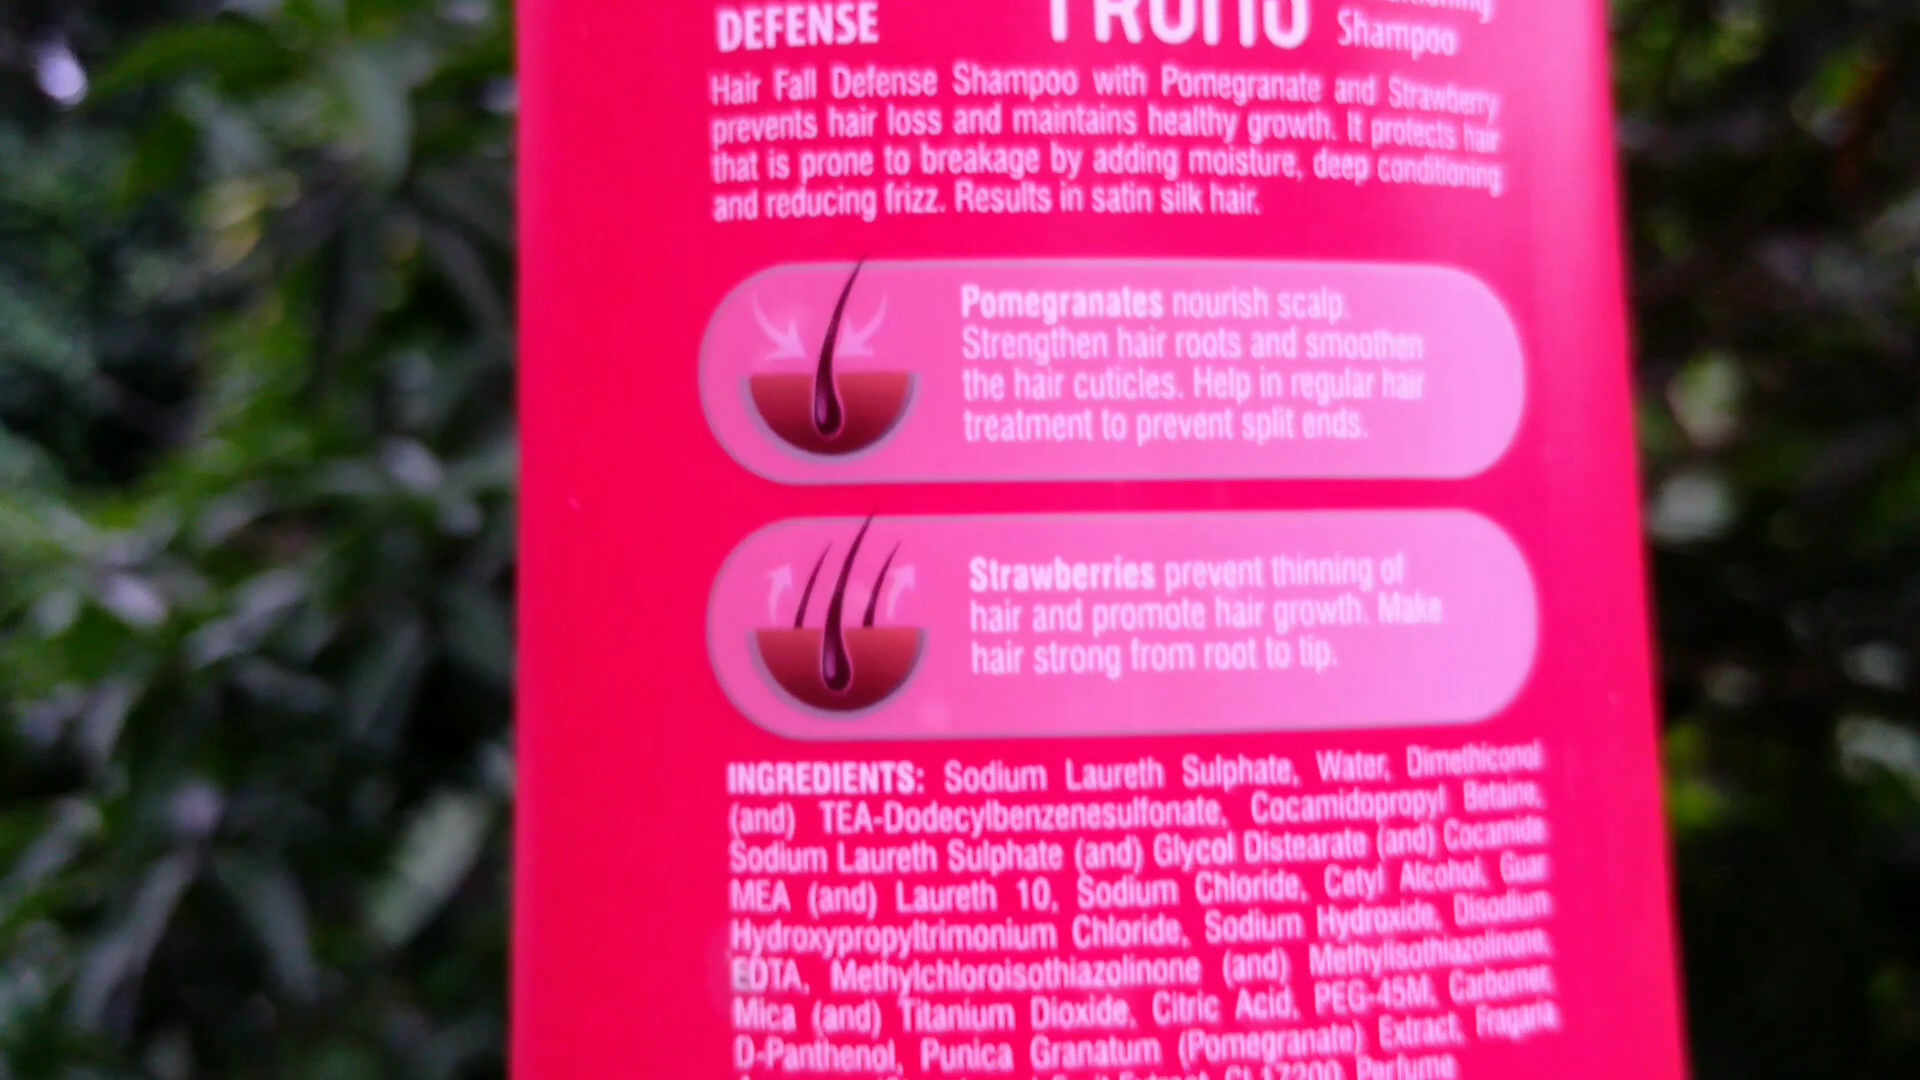 DEFENSE
Shampoo
Hair Fall Defense Shampoo with Pomegranate and Strawberry
prevents hair loss and maintains healthy growth. It protects hair
that is prone to breakage by adding moisture, deep conditioning
and reducing frizz. Results in satin silk hair.
Pomegranates nourish scalp.
Strengthen hair roots and smoothen
the hair cuticles. Help in regular hair
treatment to prevent split ends.
Strawberries prevent thinning of
hair and promote hair growth. Make
hair strong from root to tip.
INGREDIENTS: Sodium Laureth Sulphate, Water, Dimethiconol
(and) TEA-Dodecylbenzenesulfonate, Cocamidopropyl Betaine,
Sodium Laureth Sulphate (and) Glycol Distearate (and) Cocamide
MEA (and) Laureth 10, Sodium Chloride, Cetyl Alcohol, Guar
Hydroxypropyltrimonium Chloride, Sodium Hydroxide, Disodium
EDTA, Methylchloroisothiazolinone (and) Methylisothiazolinone,
Mica (and) Titanium Dioxide, Citric Acid, PEG-45M, Carbomer,
D-Panthenol, Punica Granatum (Pomegranate) Extract, Fragaria
CI 17200, Perfume